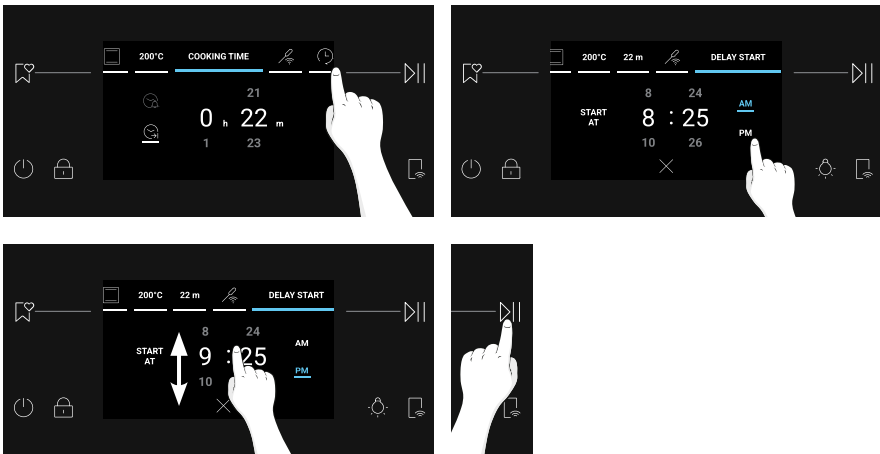 200°C COOKING TIME
21
0 h 22 m
1 23
200°C 22 m DELAY START
8 24 AM
START AT 8 : 25
PM
10 26
200°C 22 m DELAY START
8 24 AM
START AT 9 : 25
PM
10